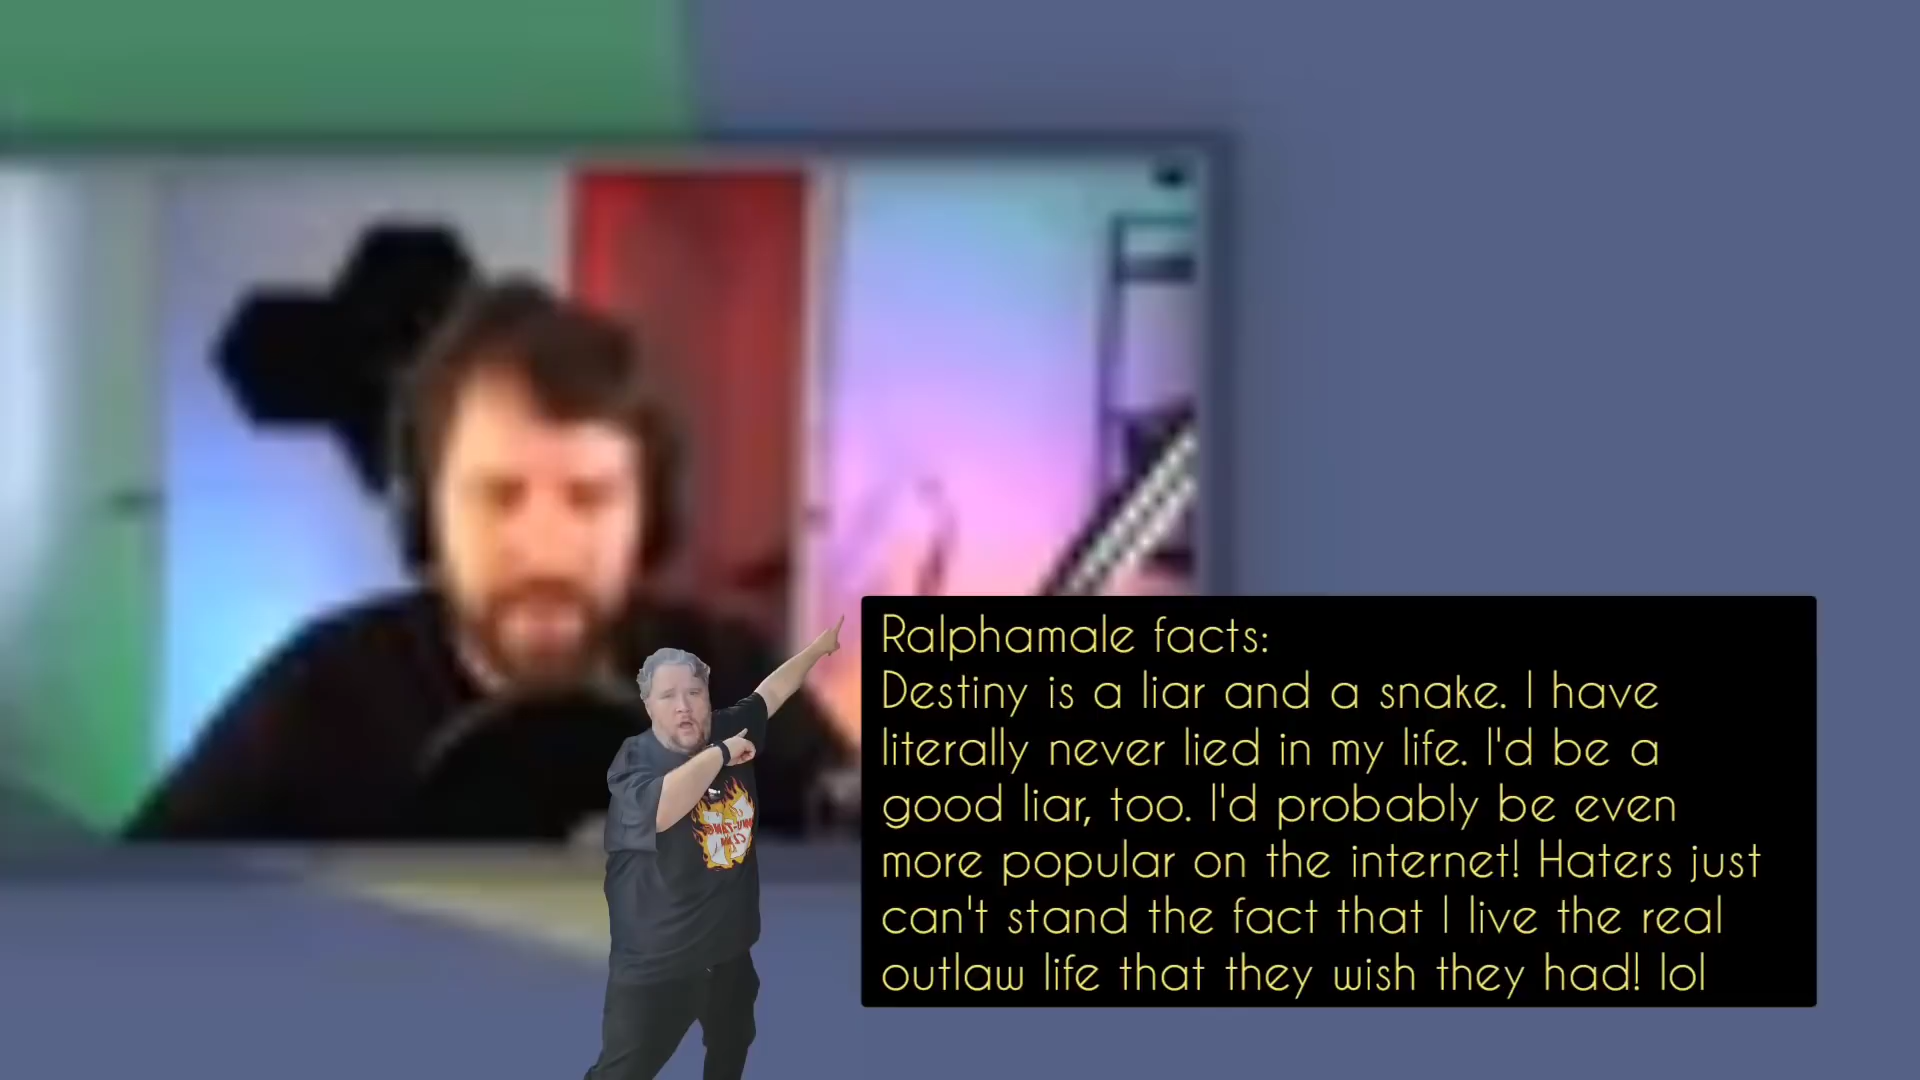 Ralphamale facts:
Destiny is a liar and a snake. I have
literally never lied in my life. I'd be a
good liar, too. I'd probably be even
more popular on the internet! Haters just
can't stand the fact that I live the real
outlaw life that they wish they had! lol